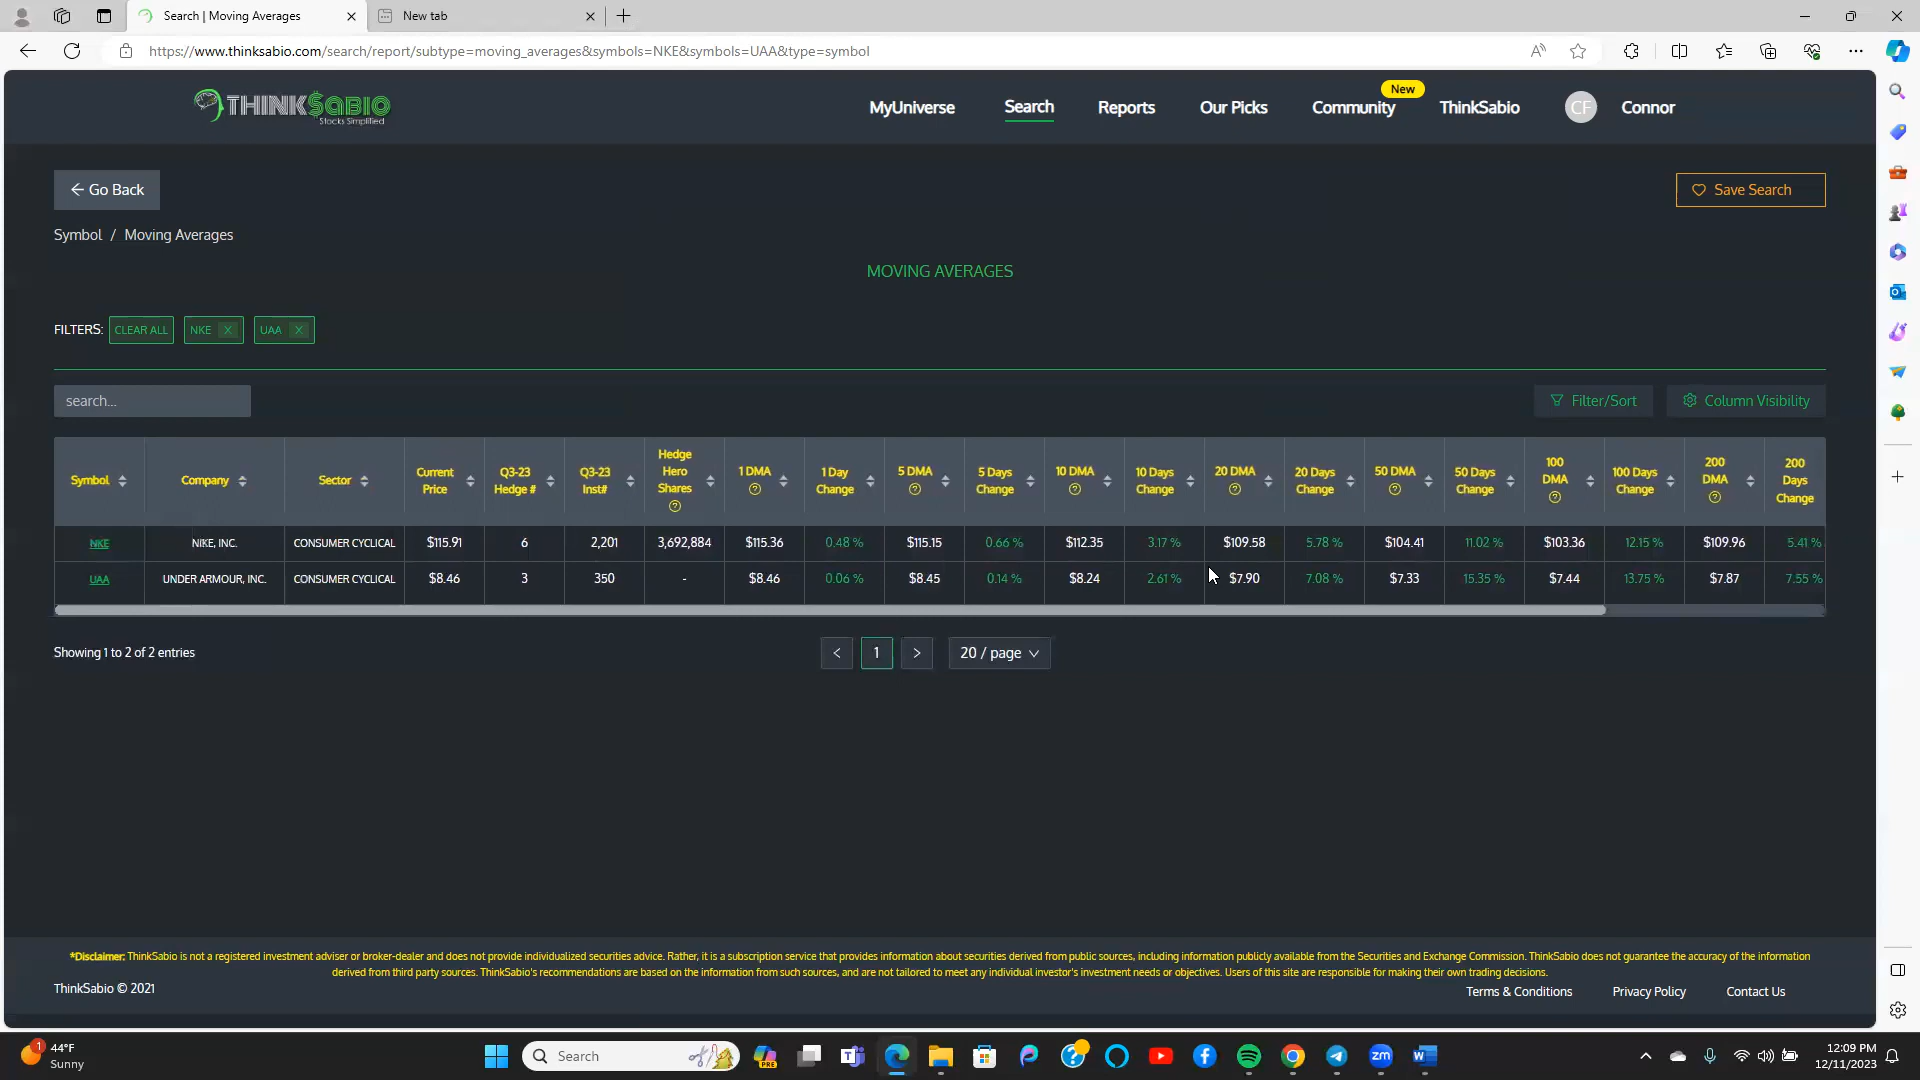 Search | Moving Averages
New tab
https://www.thinksabio.com/search/report/subtype=moving_averages&symbols=NKE&symbols=UAA&type=symbol
THINK$ABIO
Stocks Simplified
MyUniverse
Search
Reports
Our Picks
Community
New
ThinkSabio
CF
Connor
Go Back
Save Search
Symbol / Moving Averages
MOVING AVERAGES
FILTERS: CLEAR ALL NKE X UAA X
search...
Filter/Sort
Column Visibility
Symbol
Company
Sector
Current
Price
Q3-23
Hedge #
Q3-23
Inst#
Hedge
Hero
Shares
1 DMA
1 Day
Change
5 DMA
5 Days
Change
10 DMA
10 Days
Change
20 DMA
20 Days
Change
50 DMA
50 Days
Change
100
DMA
100 Days
Change
200
DMA
200
Days
Change
NKE NIKE, INC. CONSUMER CYCLICAL $115.91 6 2,201 3,692,884 $115.36 0.48 % $115.15 0.66 % $112.35 3.17 % $109.58 5.78 % $104.41 11.02 % $103.36 12.15 % $109.96 5.41 %
UAA UNDER ARMOUR, INC. CONSUMER CYCLICAL $8.46 3 350 - $8.46 0.06 % $8.45 0.14 % $8.24 2.61 % $7.90 7.08 % $7.33 15.35 % $7.44 13.75 % $7.87 7.55 %
Showing 1 to 2 of 2 entries
< 1 > 20 / page
*Disclaimer: ThinkSabio is not a registered investment adviser or broker-dealer and does not provide individualized securities advice. Rather, it is a subscription service that provides information about securities derived from public sources, including information publicly available from the Securities and Exchange Commission. ThinkSabio does not guarantee the accuracy of the information
derived from third party sources. ThinkSabio's recommendations are based on the information from such sources, and are not tailored to meet any individual investor's investment needs or objectives. Users of this site are responsible for making their own trading decisions.
ThinkSabio © 2021
Terms & Conditions
Privacy Policy
Contact Us
1
44°F
Sunny
Search
PRE
zm
12:09 PM
12/11/2023